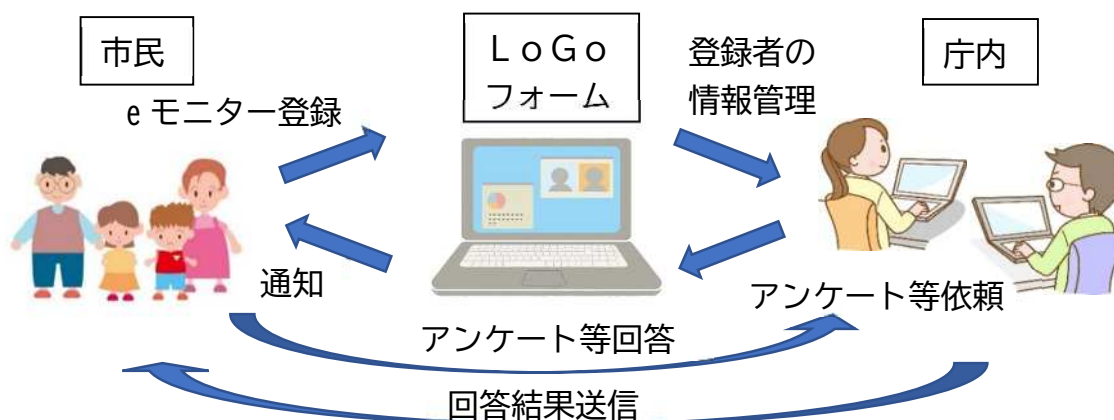 市民
ＬｏＧｏ
フォーム
登録者の
情報管理
庁内
e モニター登録
通知
アンケート等依頼
アンケート等回答
回答結果送信